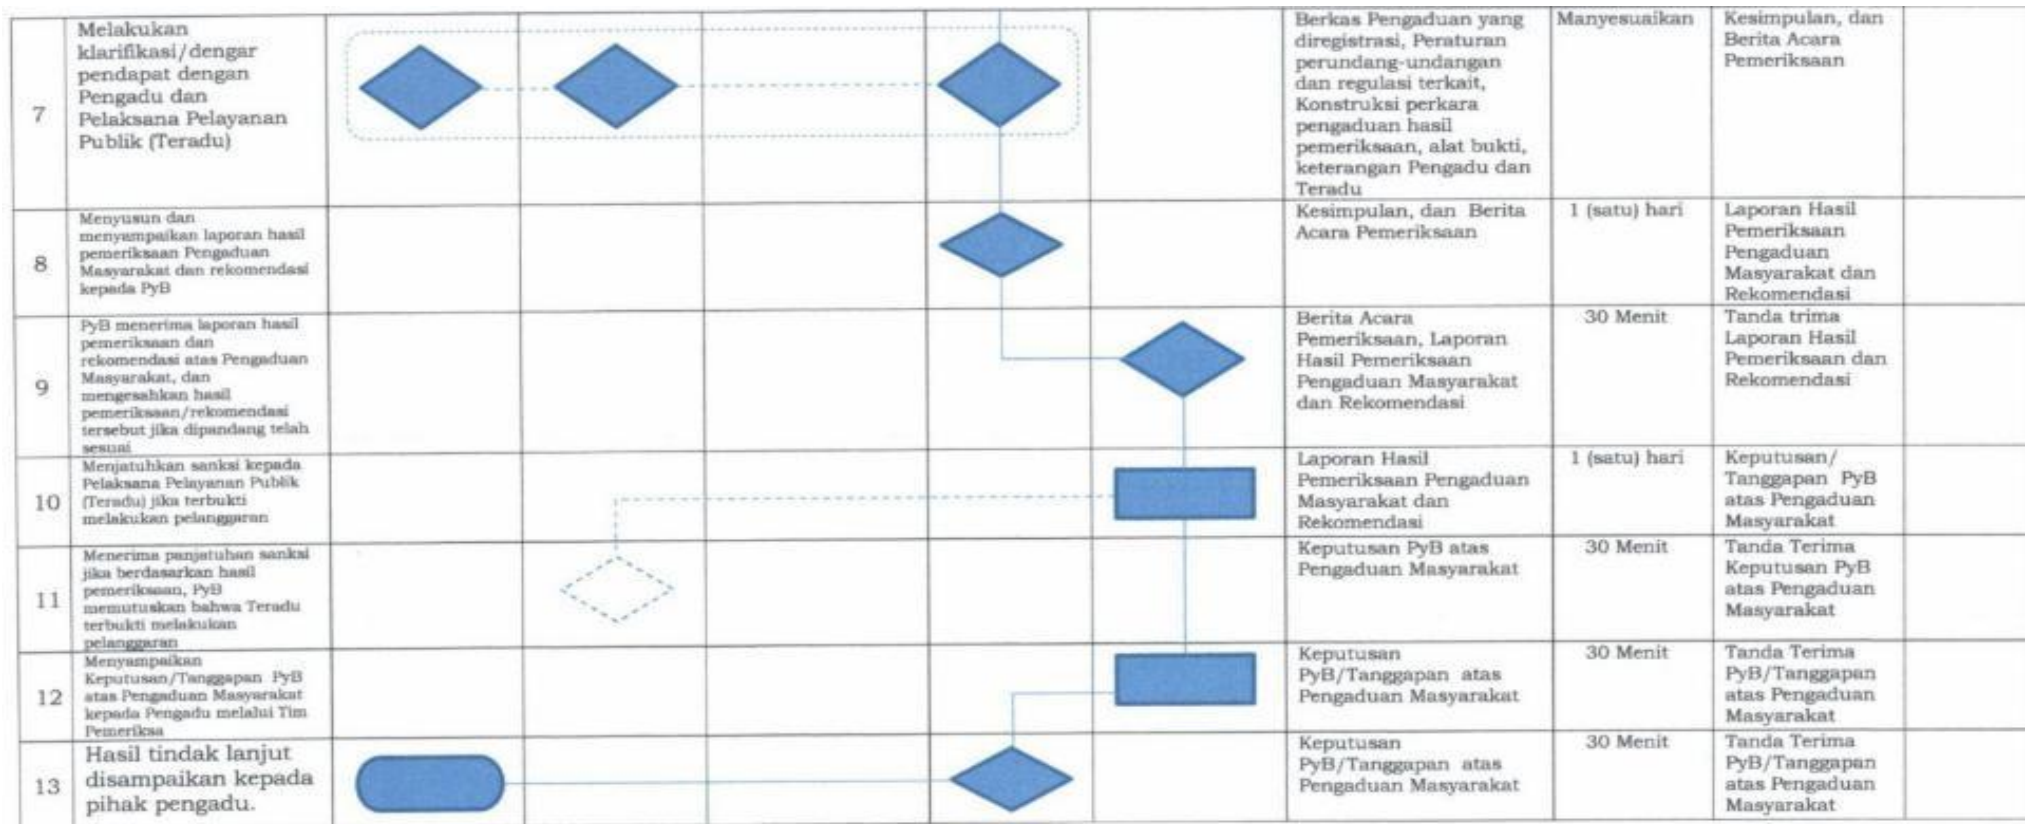 7
Melakukan
klarifikasi/dengar
pendapat dengan
Pengadu dan
Pelaksana Pelayanan
Publik (Teradu)
Berkas Pengaduan yang
diregistrasi, Peraturan
perundang-undangan
dan regulasi terkait,
Konstruksi perkara
pengaduan hasil
pemeriksaan, alat bukti,
keterangan Pengadu dan
Teradu
Manyesuaikan
Kesimpulan, dan
Berita Acara
Pemeriksaan
8
Menyusun dan
menyampaikan laporan hasil
pemeriksaan Pengaduan
Masyarakat dan rekomendasi
kepada PyB
Kesimpulan, dan Berita
Acara Pemeriksaan
1 (satu) hari
Laporan Hasil
Pemeriksaan
Pengaduan
Masyarakat dan
Rekomendasi
9
PyB menerima laporan hasil
pemeriksaan dan
rekomendasi atas Pengaduan
Masyarakat, dan
mengesahkan hasil
pemeriksaan/rekomendasi
tersebut jika dipandang telah
sesuai
Berita Acara
Pemeriksaan, Laporan
Hasil Pemeriksaan
Pengaduan Masyarakat
dan Rekomendasi
30 Menit
Tanda trima
Laporan Hasil
Pemeriksaan dan
Rekomendasi
10
Menjatuhkan sanksi kepada
Pelaksana Pelayanan Publik
(Teradu) jika terbukti
melakukan pelanggaran
Laporan Hasil
Pemeriksaan Pengaduan
Masyarakat dan
Rekomendasi
1 (satu) hari
Keputusan/
Tanggapan PyB
atas Pengaduan
Masyarakat
11
Menerima panjatuhan sanksi
jika berdasarkan hasil
pemeriksaan, PyB
memutuskan bahwa Teradu
terbukti melakukan
pelanggaran
Keputusan PyB atas
Pengaduan Masyarakat
30 Menit
Tanda Terima
Keputusan PyB
atas Pengaduan
Masyarakat
12
Menyampaikan
Keputusan/Tanggapan PyB
atas Pengaduan Masyarakat
kepada Pengadu melalui Tim
Pemeriksa
Keputusan
PyB/Tanggapan atas
Pengaduan Masyarakat
30 Menit
Tanda Terima
PyB/Tanggapan
atas Pengaduan
Masyarakat
13
Hasil tindak lanjut
disampaikan kepada
pihak pengadu.
Keputusan
PyB/Tanggapan atas
Pengaduan Masyarakat
30 Menit
Tanda Terima
PyB/Tanggapan
atas Pengaduan
Masyarakat